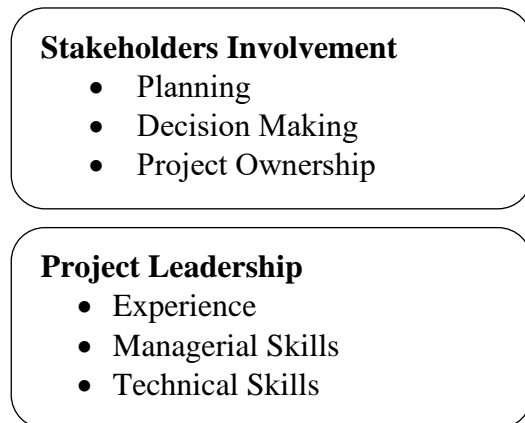 Stakeholders Involvement
• Planning
• Decision Making
• Project Ownership
Project Leadership
• Experience
• Managerial Skills
• Technical Skills